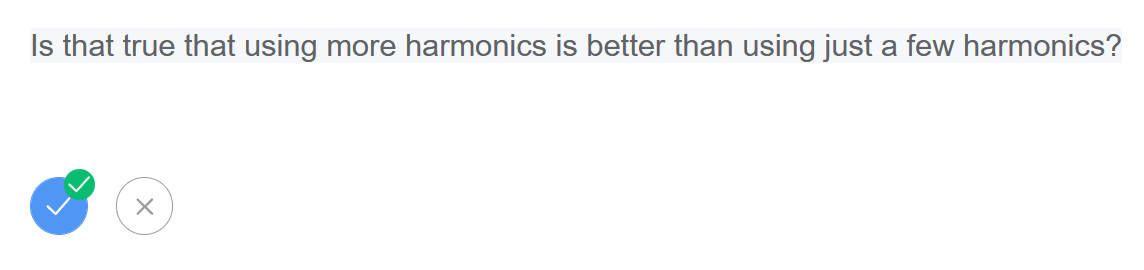 Is that true that using more harmonics is better than using just a few harmonics?